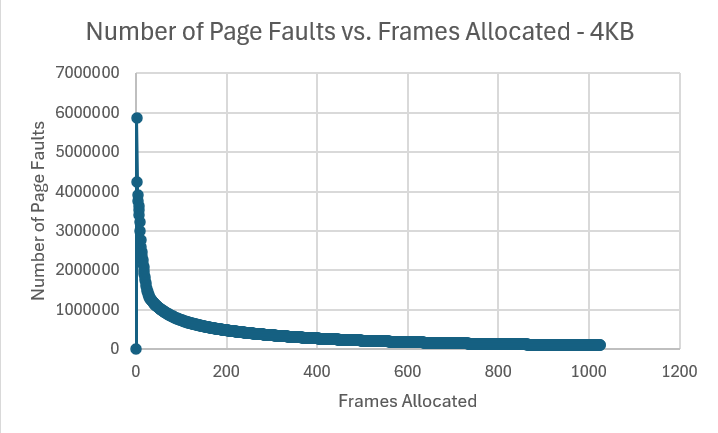 Number of Page Faults vs. Frames Allocated - 4KB
7000000
6000000
5000000
4000000
3000000
2000000
1000000
0
Number of Page Faults
0 200 400 600 800 1000 1200
Frames Allocated